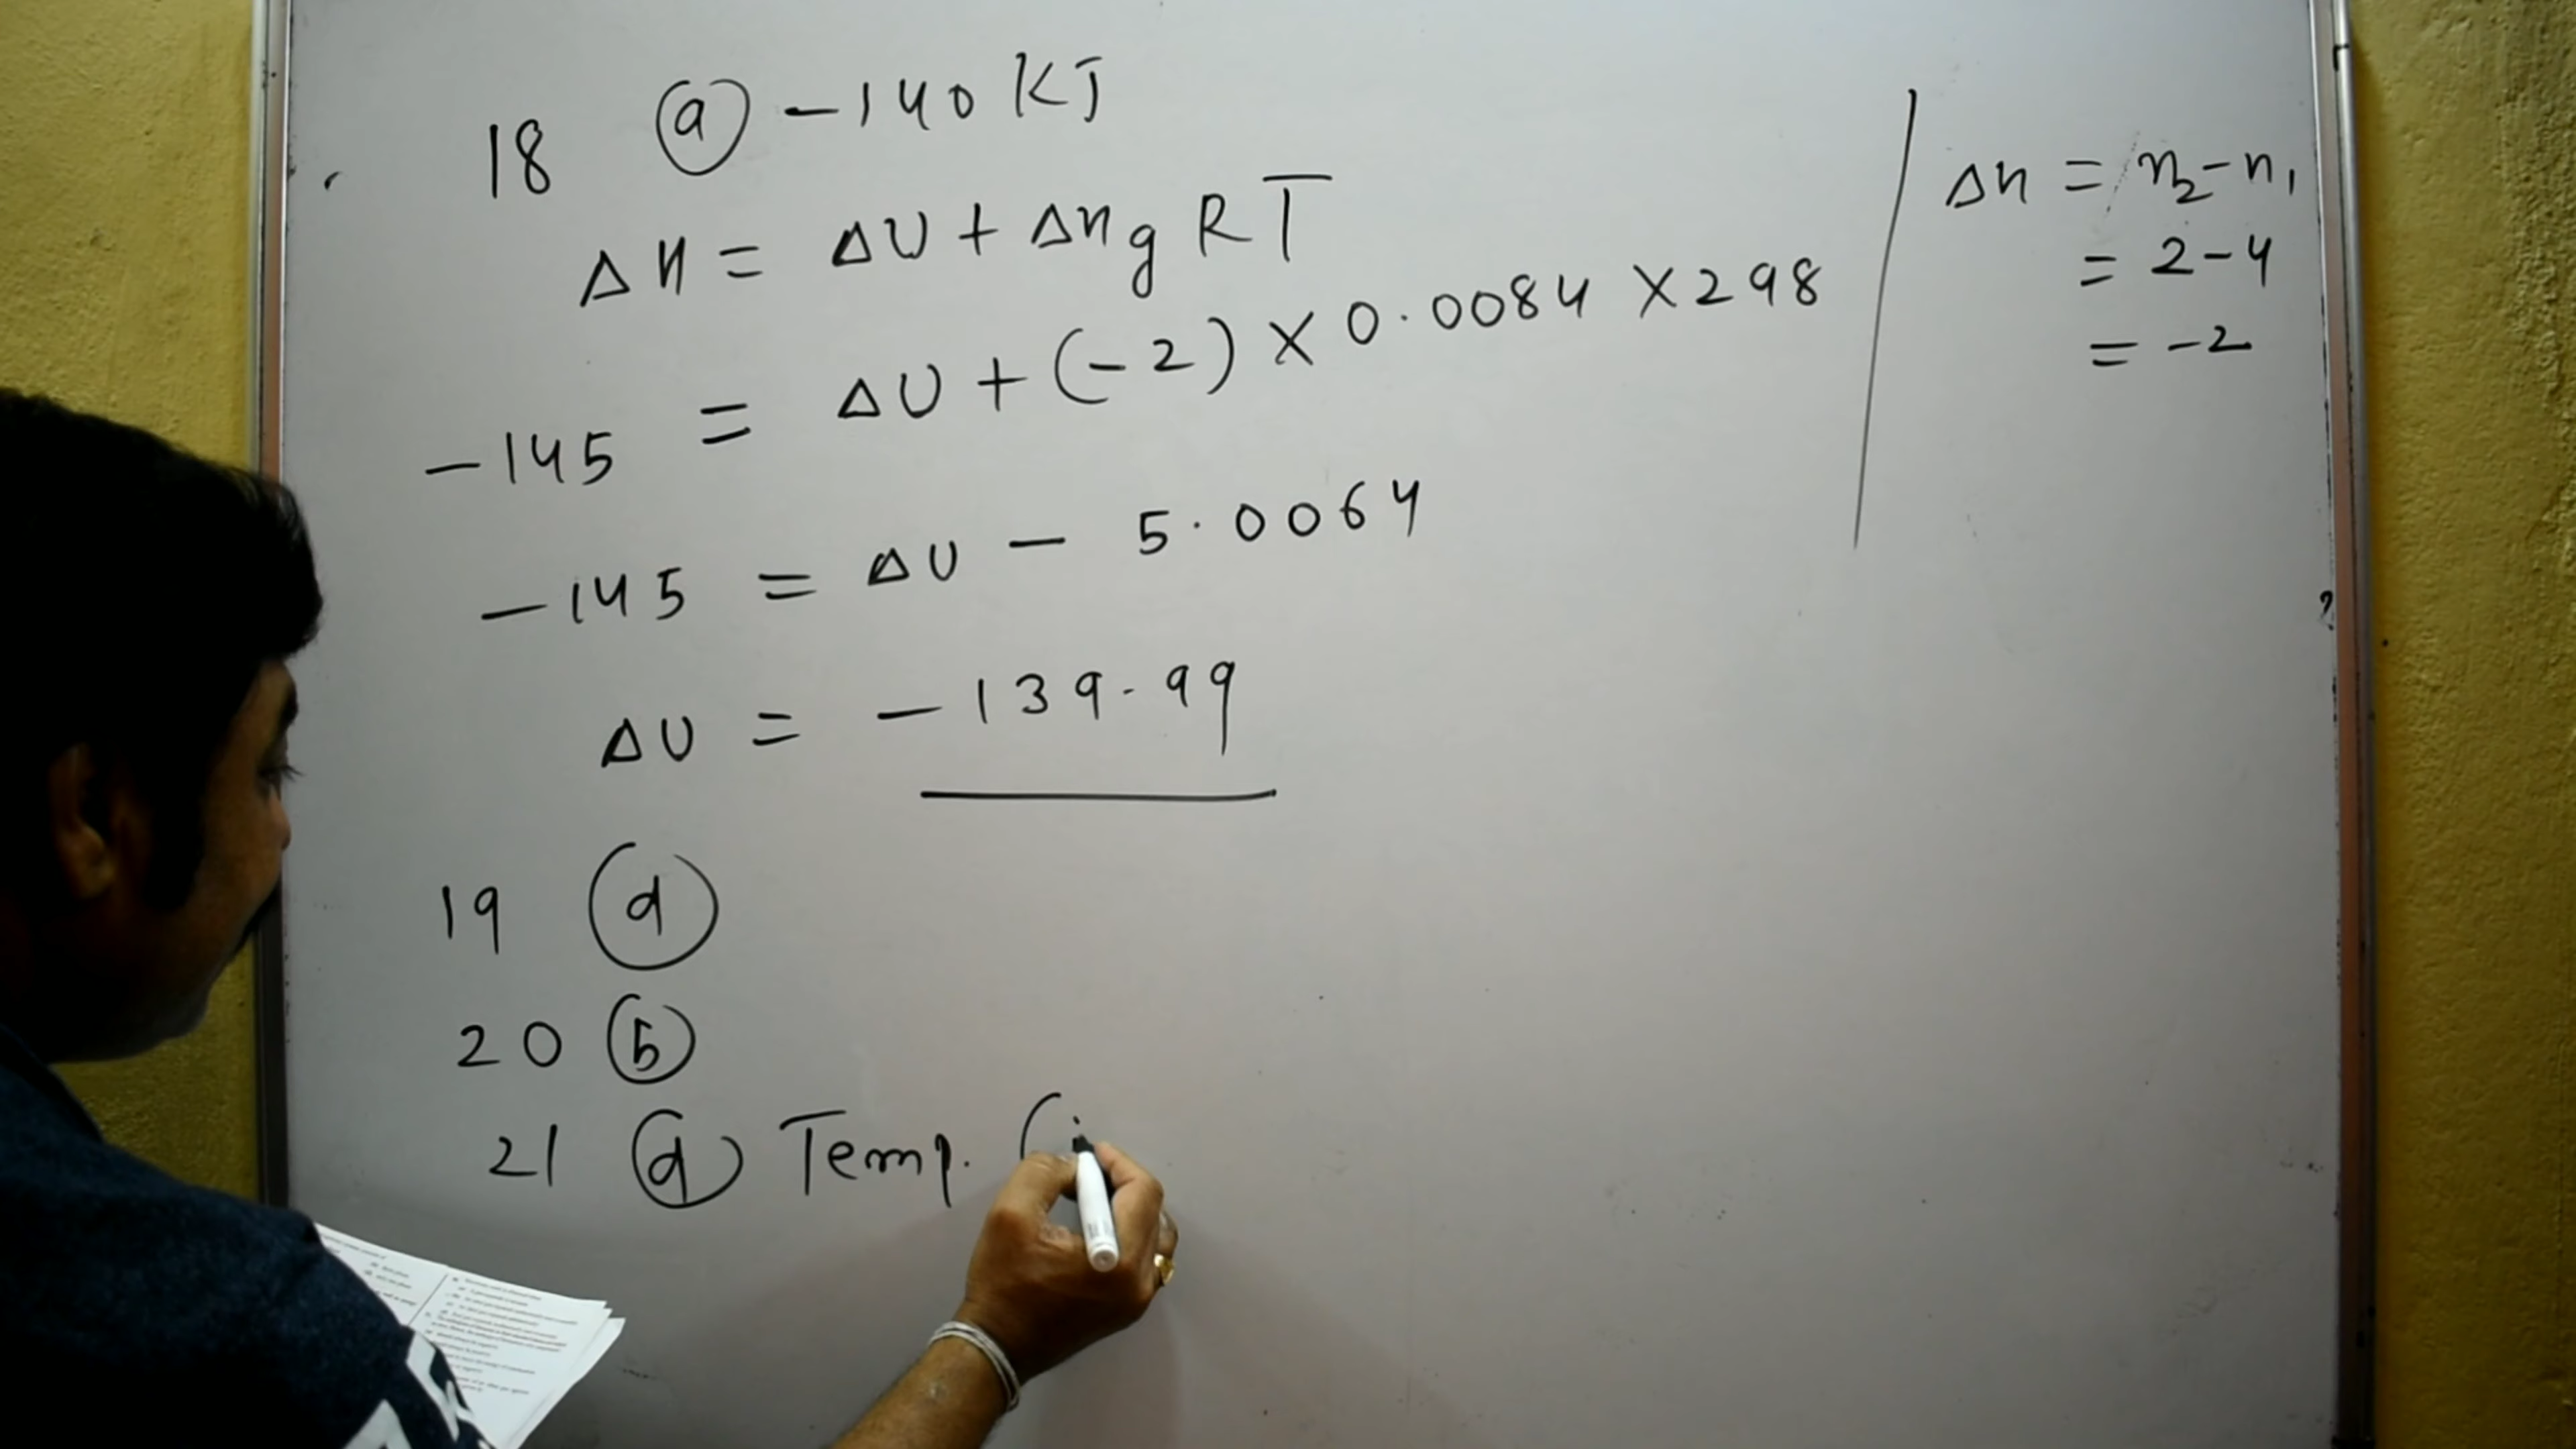 18 (a) -140 KJ
ΔH = ΔU + Δng RT
-145 = ΔU + (-2) × 0.0084 × 298
-145 = ΔU - 5.0064
ΔU = -139.99
19 (d)
20 (b)
21 (d) Temp. (i
Δn = n2 - n1
= 2 - 4
= -2